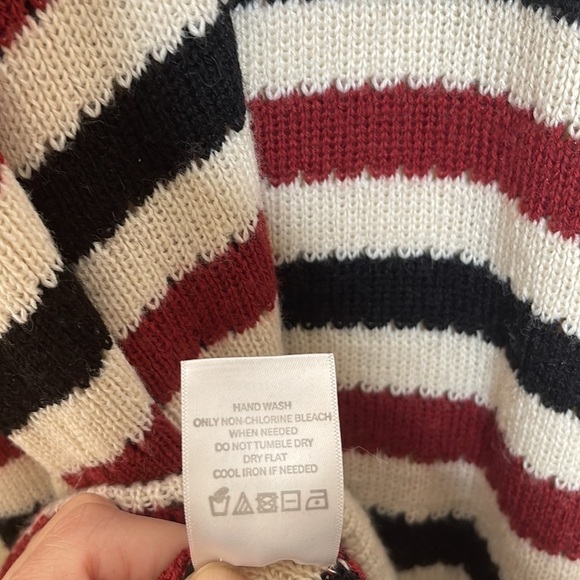 HAND WASH
ONLY NON-CHLORINE BLEACH
WHEN NEEDED
DO NOT TUMBLE DRY
DRY FLAT
COOL IRON IF NEEDED